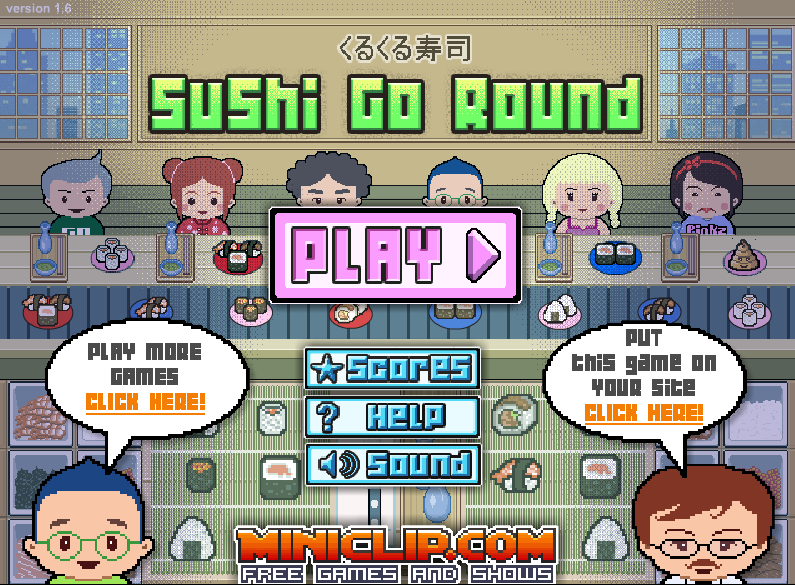 version 1.6
くるくる寿司
Sushi Go Round
PLAY
PLAY MORE
GAMES
CLICK HERE!
PUT
this game on
YOUR Site
CLICK HERE!
Scores
? Help
Sound
MINICLIP.COM
FREE GAMES AND SHOWS